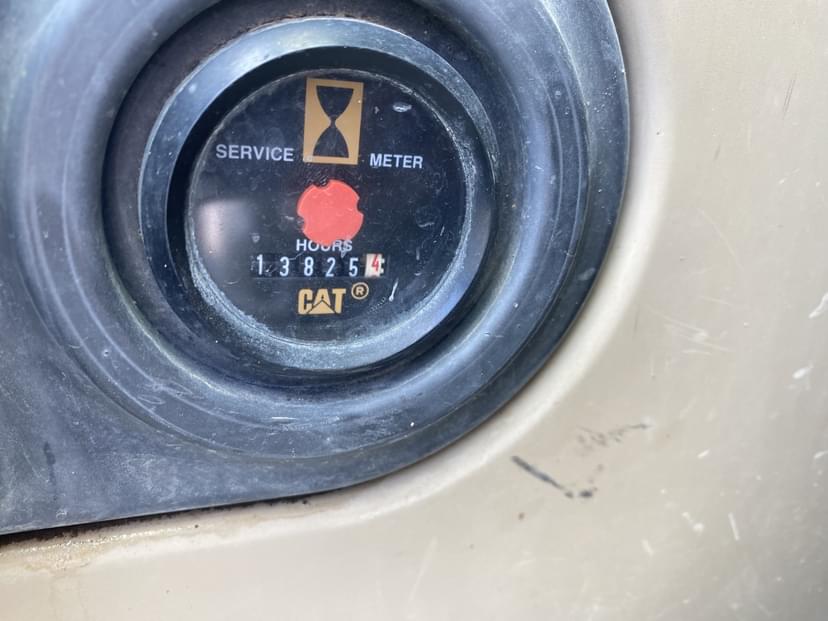 SERVICE METER
HOURS
138254
CAT®